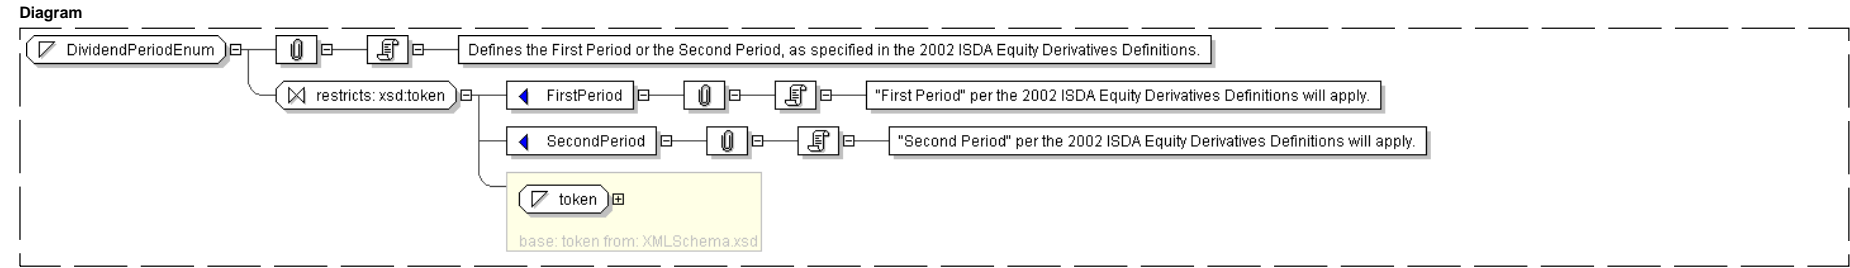 Diagram
DividendPeriodEnum
Defines the First Period or the Second Period, as specified in the 2002 ISDA Equity Derivatives Definitions.
restricts: xsd:token
FirstPeriod
"First Period" per the 2002 ISDA Equity Derivatives Definitions will apply.
SecondPeriod
"Second Period" per the 2002 ISDA Equity Derivatives Definitions will apply.
token
base: token from: XMLSchema.xsd